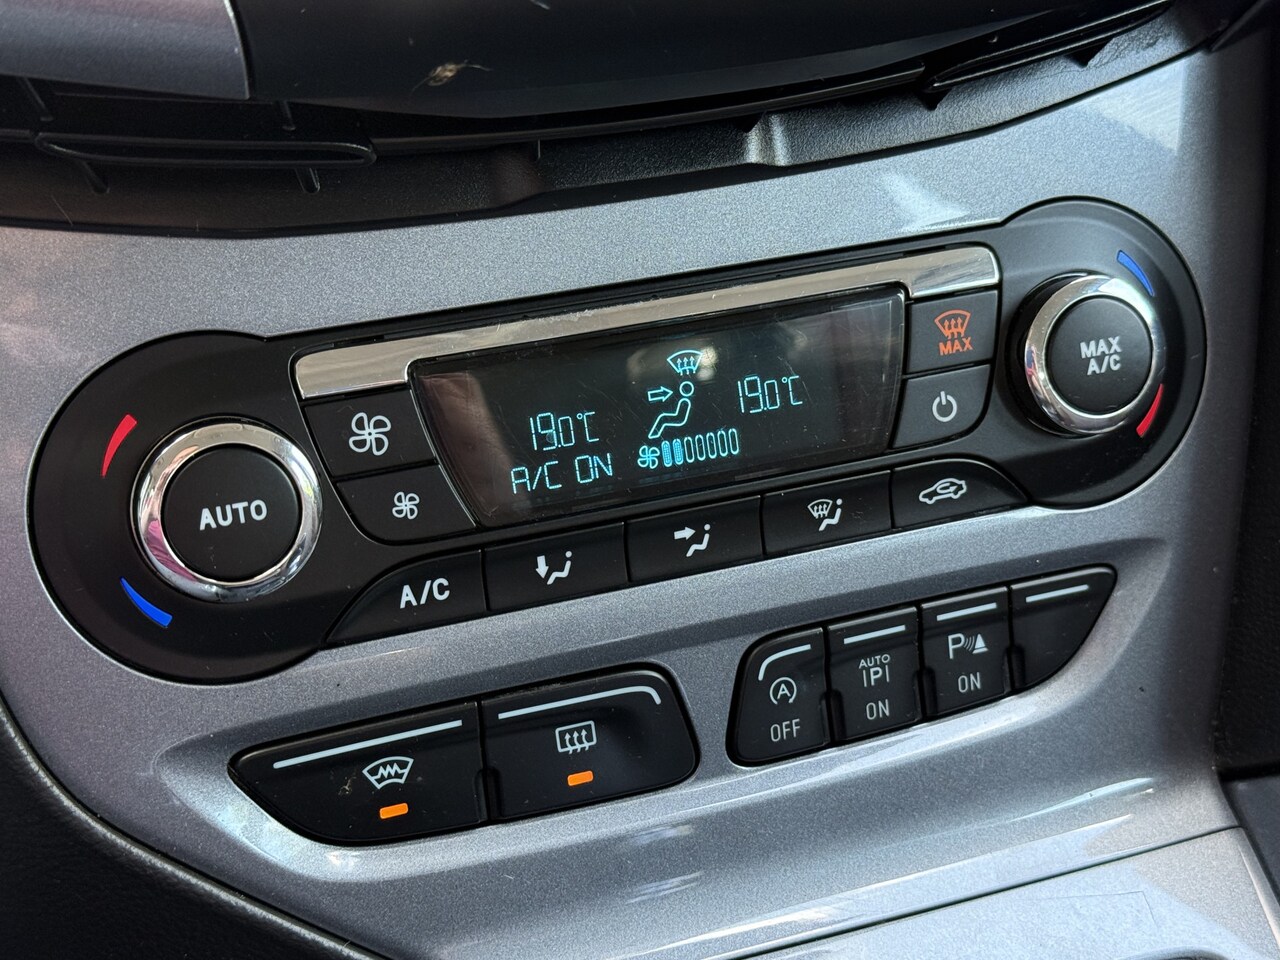 MAX
MAX
A/C
19.0°C
19.0°C
A/C ON
AUTO
A/C
A
OFF
AUTO
P
ON
P
ON